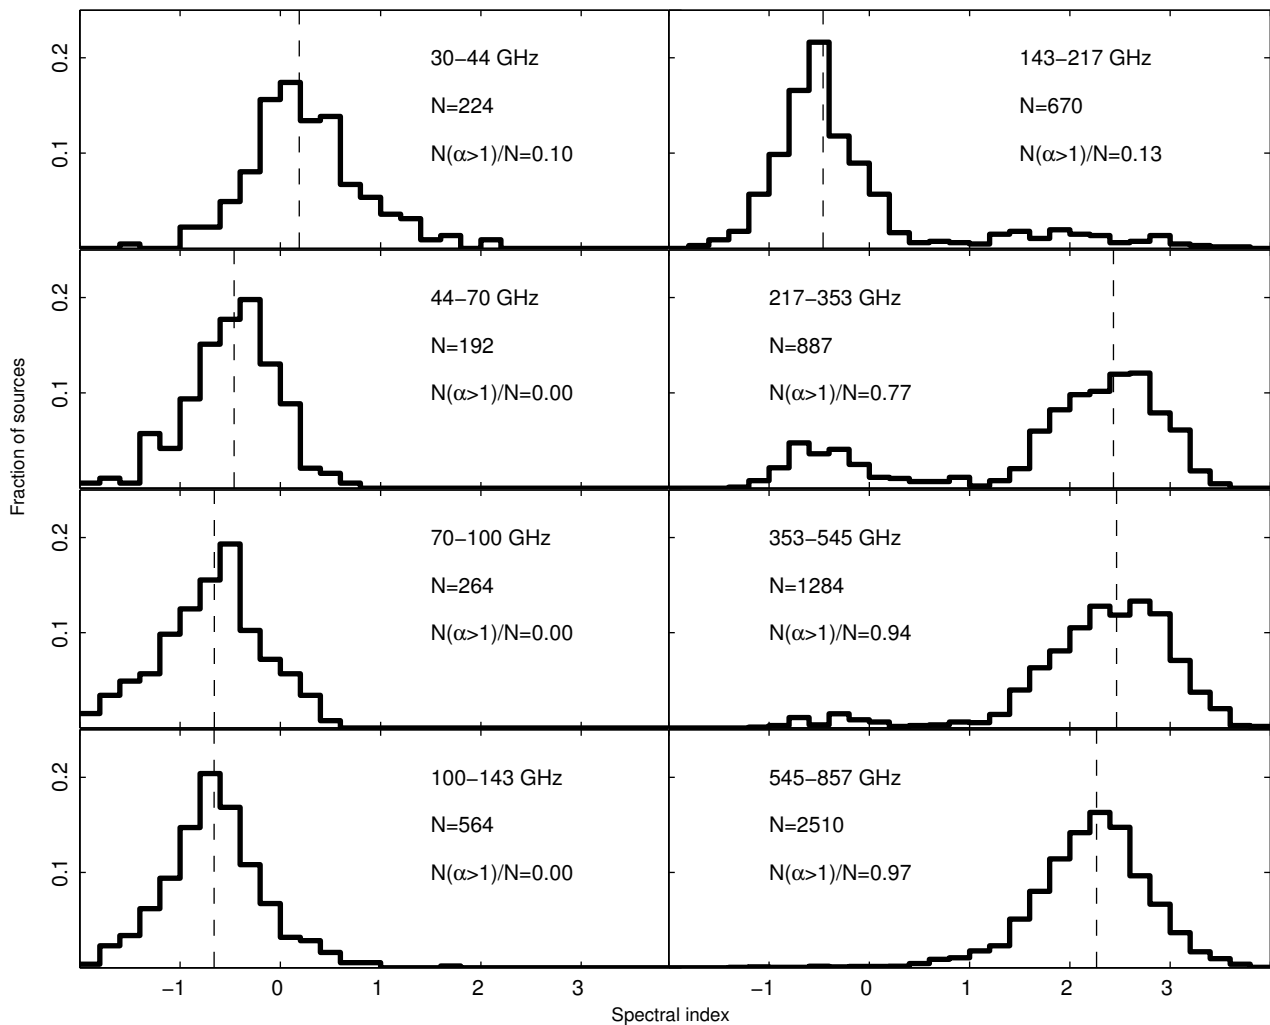 0.2
0.1
30−44 GHz
N=224
N(α>1)/N=0.10
143−217 GHz
N=670
N(α>1)/N=0.13
0.2
0.1
44−70 GHz
N=192
N(α>1)/N=0.00
217−353 GHz
N=887
N(α>1)/N=0.77
Fraction of sources
0.2
0.1
70−100 GHz
N=264
N(α>1)/N=0.00
353−545 GHz
N=1284
N(α>1)/N=0.94
0.2
0.1
100−143 GHz
N=564
N(α>1)/N=0.00
545−857 GHz
N=2510
N(α>1)/N=0.97
−1 0 1 2 3 −1 0 1 2 3
Spectral index